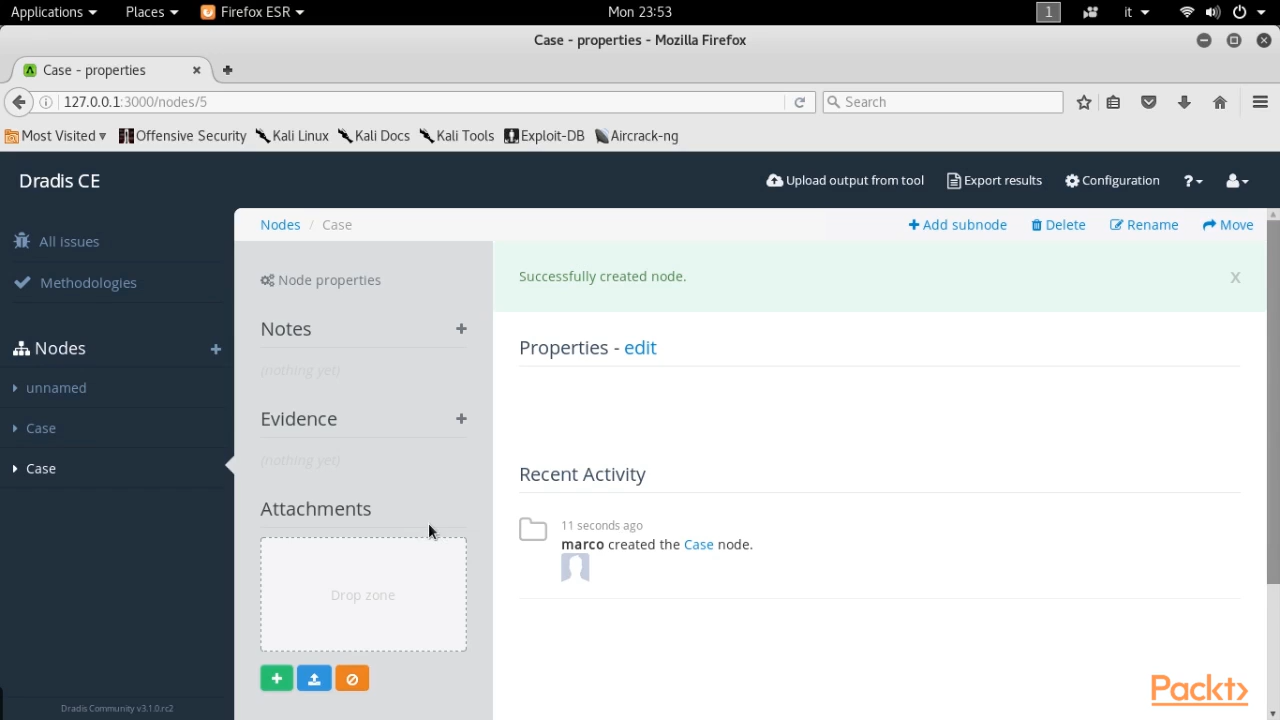 Applications Places Firefox ESR Mon 23:53 1 it
Case - properties - Mozilla Firefox
Case - properties
127.0.0.1:3000/nodes/5 Search
Most Visited Offensive Security Kali Linux Kali Docs Kali Tools Exploit-DB Aircrack-ng
Dradis CE Upload output from tool Export results Configuration ?
Nodes / Case Add subnode Delete Rename Move
All issues
Methodologies
Nodes +
unnamed
Case
Case
Dradis Community v3.1.0.rc2
Node properties
Notes +
(nothing yet)
Evidence +
(nothing yet)
Attachments
Drop zone
Successfully created node. x
Properties - edit
Recent Activity
11 seconds ago
marco created the Case node.
Packt>